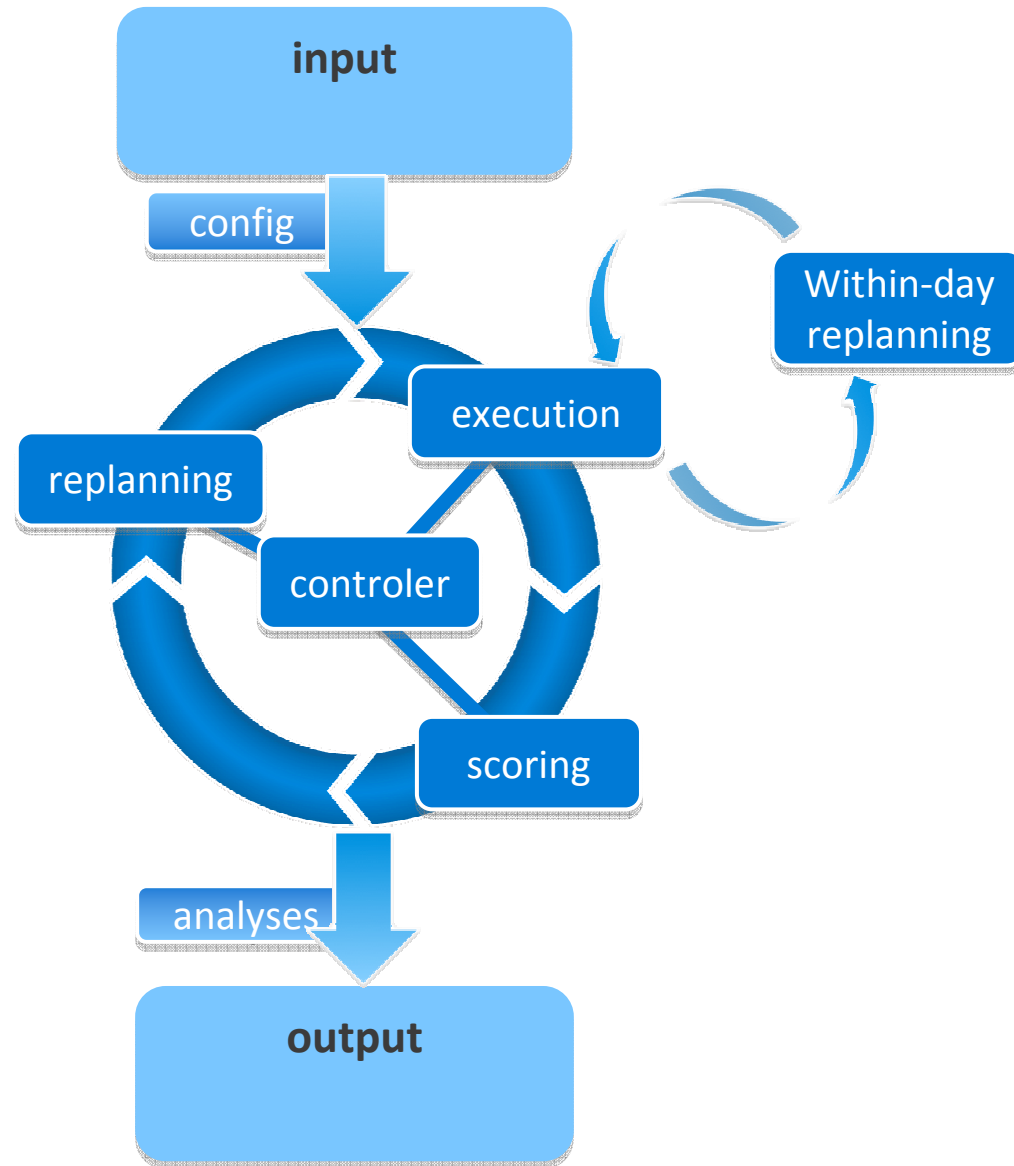 input
config
Within-day
replanning
execution
replanning
controler
scoring
analyses
output